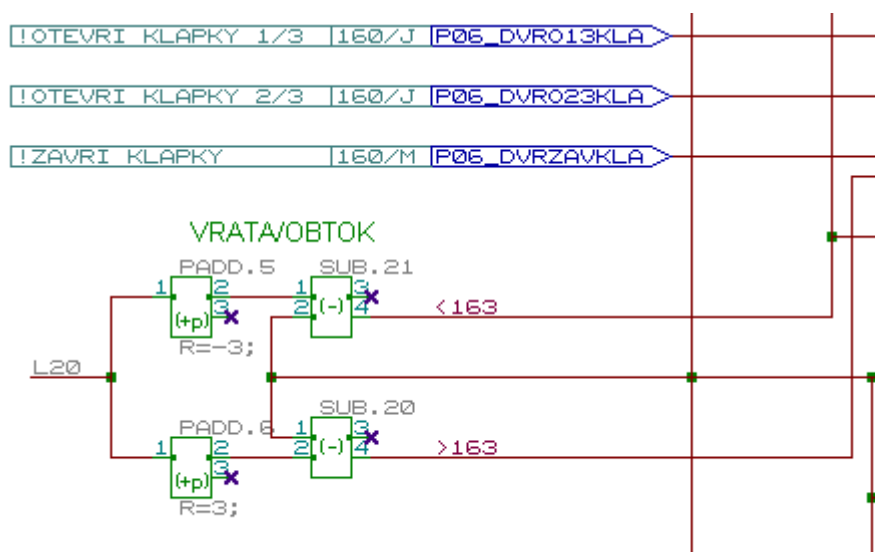 !OTEVRI KLAPKY 1/3 160/J P06_DVRO13KLA
!OTEVRI KLAPKY 2/3 160/J P06_DVRO23KLA
!ZAVRI KLAPKY 160/M P06_DVRZAVKLA
VRATA/OBTOK
PADD.5 SUB.21
1 2 1 3
3 2 4 <163
(+p) (-)
R=-3;
L20
SUB.20
PADD.6 1 3
1 2 2 4 >163
3 (-)
(+p)
R=3;